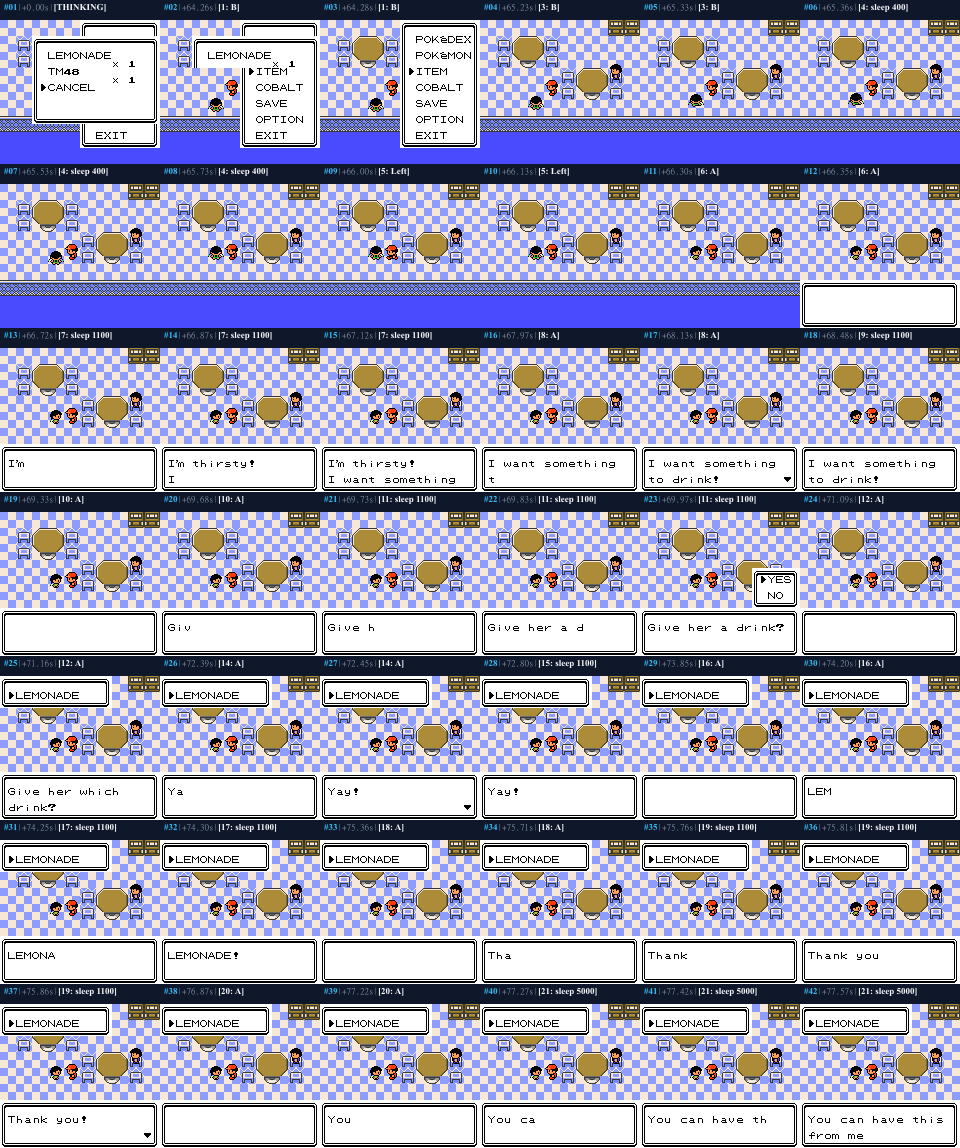 #01|+0.00s|[THINKING]
LEMONADE
x 1
TM48
x 1
▶CANCEL
EXIT
#02|+64.26s|[1: B]
LEMONADE
x 1
▶ITEM
COBALT
SAVE
OPTION
EXIT
#03|+64.28s|[1: B]
POKéDEX
POKéMON
▶ITEM
COBALT
SAVE
OPTION
EXIT
#04|+65.23s|[3: B]
#05|+65.33s|[3: B]
#06|+65.36s|[4: sleep 400]
#07|+65.53s|[4: sleep 400]
#08|+65.73s|[4: sleep 400]
#09|+66.00s|[5: Left]
#10|+66.13s|[5: Left]
#11|+66.30s|[6: A]
#12|+66.35s|[6: A]
#13|+66.72s|[7: sleep 1100]
I'm
#14|+66.87s|[7: sleep 1100]
I'm thirsty!
I
#15|+67.12s|[7: sleep 1100]
I'm thirsty!
I want something
#16|+67.97s|[8: A]
I want something
t
#17|+68.13s|[8: A]
I want something
to drink!
#18|+68.48s|[9: sleep 1100]
I want something
to drink!
#19|+69.33s|[10: A]
#20|+69.68s|[10: A]
Giv
#21|+69.73s|[11: sleep 1100]
Give h
#22|+69.83s|[11: sleep 1100]
Give her a d
#23|+69.97s|[11: sleep 1100]
▶YES
NO
Give her a drink?
#24|+71.09s|[12: A]
#25|+71.16s|[12: A]
▶LEMONADE
Give her which
drink?
#26|+72.39s|[14: A]
▶LEMONADE
Ya
#27|+72.45s|[14: A]
▶LEMONADE
Yay!
#28|+72.80s|[15: sleep 1100]
▶LEMONADE
Yay!
#29|+73.85s|[16: A]
▶LEMONADE
#30|+74.20s|[16: A]
▶LEMONADE
LEM
#31|+74.25s|[17: sleep 1100]
▶LEMONADE
LEMONA
#32|+74.30s|[17: sleep 1100]
▶LEMONADE
LEMONADE!
#33|+75.36s|[18: A]
▶LEMONADE
#34|+75.71s|[18: A]
▶LEMONADE
Tha
#35|+75.76s|[19: sleep 1100]
▶LEMONADE
Thank
#36|+75.81s|[19: sleep 1100]
▶LEMONADE
Thank you
#37|+75.86s|[19: sleep 1100]
▶LEMONADE
Thank you!
#38|+76.87s|[20: A]
▶LEMONADE
#39|+77.22s|[20: A]
▶LEMONADE
You
#40|+77.27s|[21: sleep 5000]
▶LEMONADE
You ca
#41|+77.42s|[21: sleep 5000]
▶LEMONADE
You can have th
#42|+77.57s|[21: sleep 5000]
▶LEMONADE
You can have this
from me